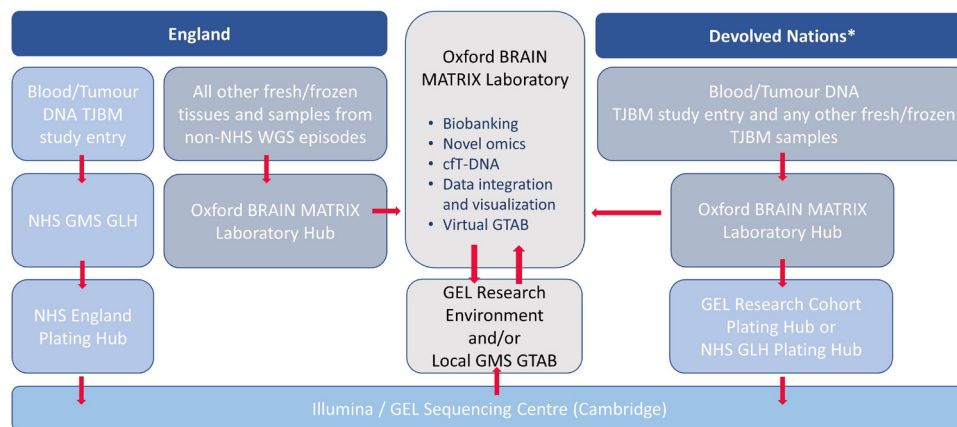 England
Blood/Tumour
DNA TJBM
study entry
All other fresh/frozen
tissues and samples from
non-NHS WGS episodes
NHS GMS GLH
Oxford BRAIN MATRIX
Laboratory Hub
NHS England
Plating Hub
Oxford BRAIN
MATRIX Laboratory
• Biobanking
• Novel omics
• cfT-DNA
• Data integration
and visualization
• Virtual GTAB
GEL Research
Environment
and/or
Local GMS GTAB
Devolved Nations*
Blood/Tumour DNA
TJBM study entry and any other fresh/frozen
TJBM samples
Oxford BRAIN MATRIX
Laboratory Hub
GEL Research Cohort
Plating Hub or
NHS GLH Plating Hub
Illumina / GEL Sequencing Centre (Cambridge)